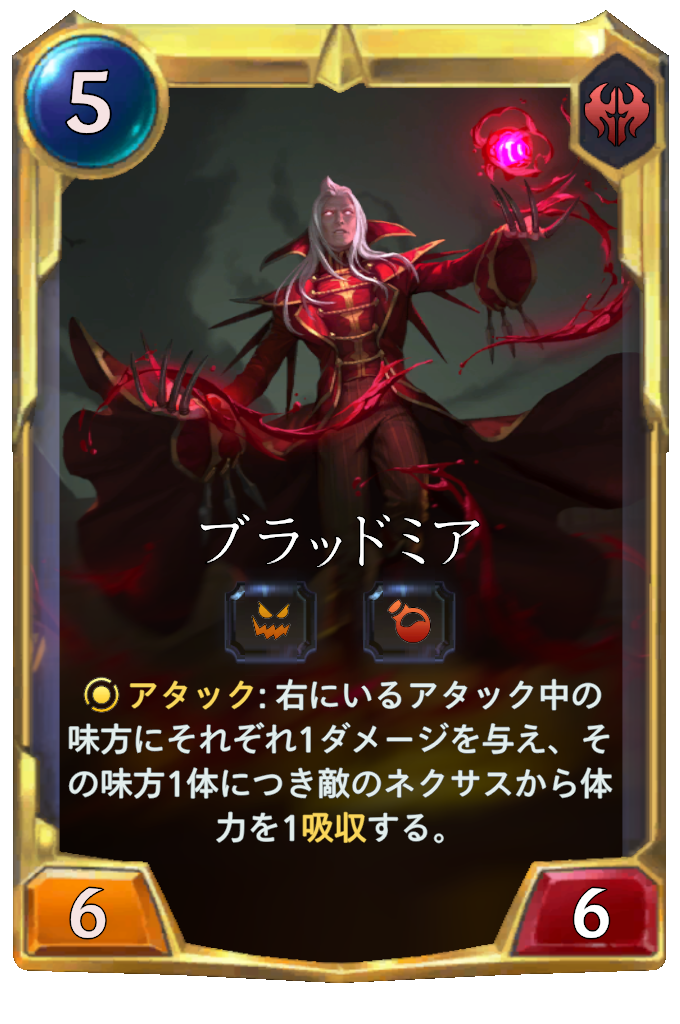 5
ブラッドミア
アタック: 右にいるアタック中の
味方にそれぞれ1ダメージを与え、そ
の味方1体につき敵のネクサスから体
力を1吸収する。
6
6